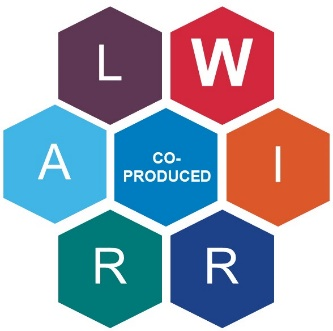 L W
A CO-
PRODUCED I
R R